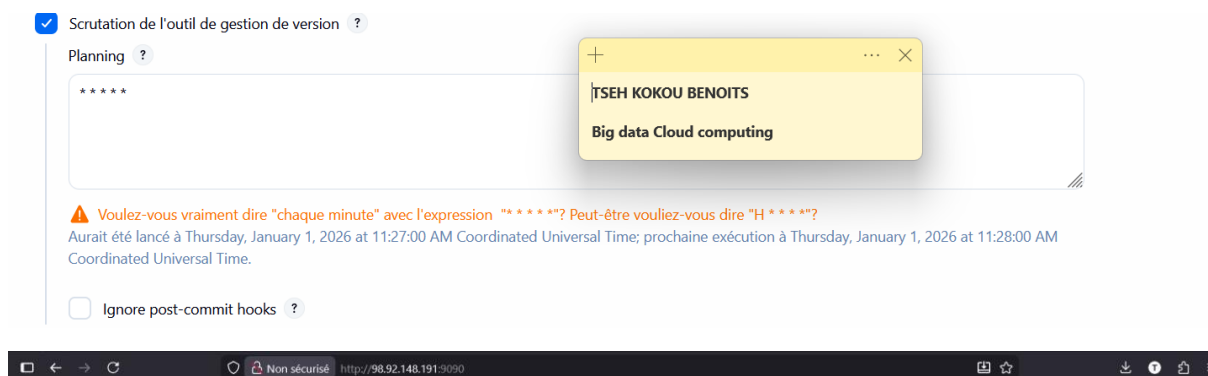 Scrutation de l'outil de gestion de version ?
Planning ?
* * * * *
TSEH KOKOU BENOITS
Big data Cloud computing
Voulez-vous vraiment dire "chaque minute" avec l'expression "* * * * *"? Peut-être vouliez-vous dire "H * * * *"?
Aurait été lancé à Thursday, January 1, 2026 at 11:27:00 AM Coordinated Universal Time; prochaine exécution à Thursday, January 1, 2026 at 11:28:00 AM
Coordinated Universal Time.
Ignore post-commit hooks ?
Non sécurisé http://98.92.148.191:9090
T